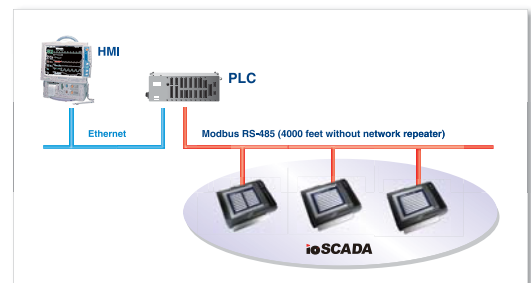 HMI
PLC
Ethernet
Modbus RS-485 (4000 feet without network repeater)
ioSCADA